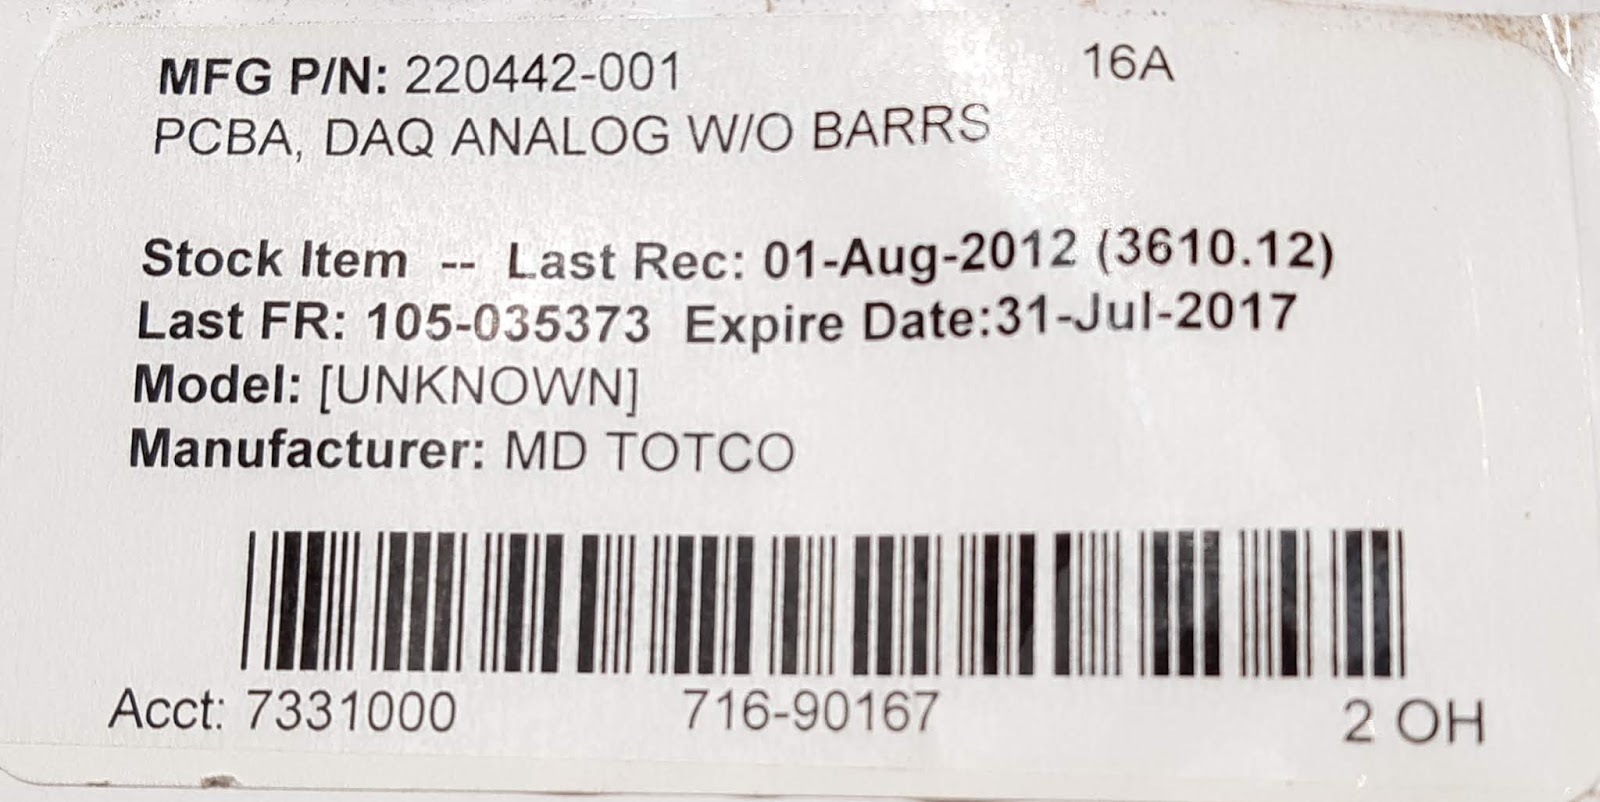 MFG P/N: 220442-001 16A
PCBA, DAQ ANALOG W/O BARRS
Stock Item -- Last Rec: 01-Aug-2012 (3610.12)
Last FR: 105-035373 Expire Date:31-Jul-2017
Model: [UNKNOWN]
Manufacturer: MD TOTCO
Acct: 7331000 716-90167 2 OH